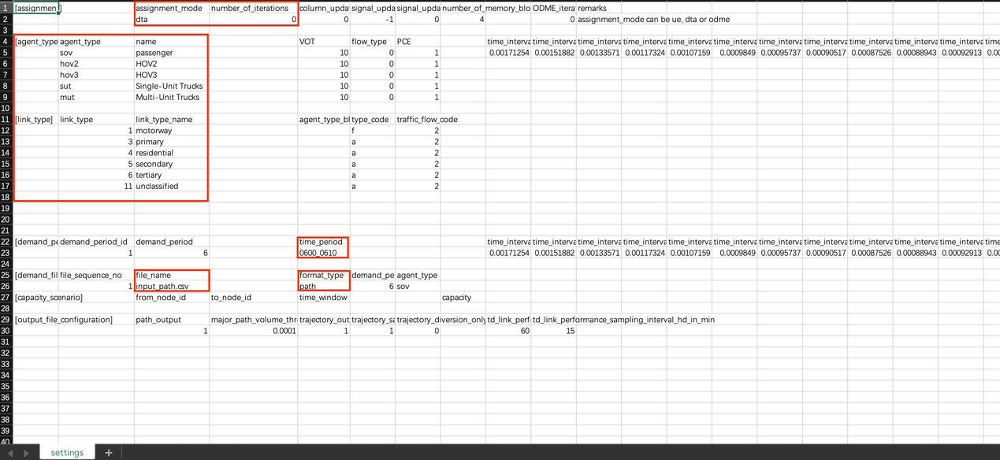 1 [assignmen ] assignment_mode number_of_iterations column_upda signal_upda signal_upda number_of_memory_blo ODME_itera remarks
2 dta 0 0 -1 0 4 0 assignment_mode can be ue, dta or odme
3
4 [agent_type agent_type name VOT flow_type PCE time_interva time_interva time_interva time_interva time_interva time_interva time_interva time_interva time_interva time_interva time_interva time
5 sov passenger 10 0 1 0.00171254 0.00151882 0.00133571 0.00117324 0.00107159 0.0009849 0.00095737 0.00090517 0.00087526 0.00088943 0.00092913 0.00
6 hov2 HOV2 10 0 1
7 hov3 HOV3 10 0 1
8 sut Single-Unit Trucks 10 0 1
9 mut Multi-Unit Trucks 10 0 1
10
11 [link_type] link_type link_type_name agent_type_bl type_code traffic_flow_code
12 1 motorway f 2
13 3 primary a 2
14 4 residential a 2
15 5 secondary a 2
16 6 tertiary a 2
17 11 unclassified a 2
18
19
20
21
22 [demand_pe demand_period_id demand_period time_period time_interva time_interva time_interva time_interva time_interva time_interva time_interva time_interva time_interva time_interva time_interva time
23 1 6 0600_0610 0.00171254 0.00151882 0.00133571 0.00117324 0.00107159 0.0009849 0.00095737 0.00090517 0.00087526 0.00088943 0.00092913 0.00
24
25 [demand_fil file_sequence_no file_name format_type demand_pe agent_type
26 1 input_path.csv path 6 sov
27 [capacity_scenario] from_node_id to_node_id time_window capacity
28
29 [output_file_configuration] path_output major_path_volume_thr trajectory_out trajectory_sa trajectory_diversion_only td_link_perf td_link_performance_sampling_interval_hd_in_min
30 1 0.0001 1 1 0 60 15
31
32
33
34
35
36
37
38
39
40
settings +